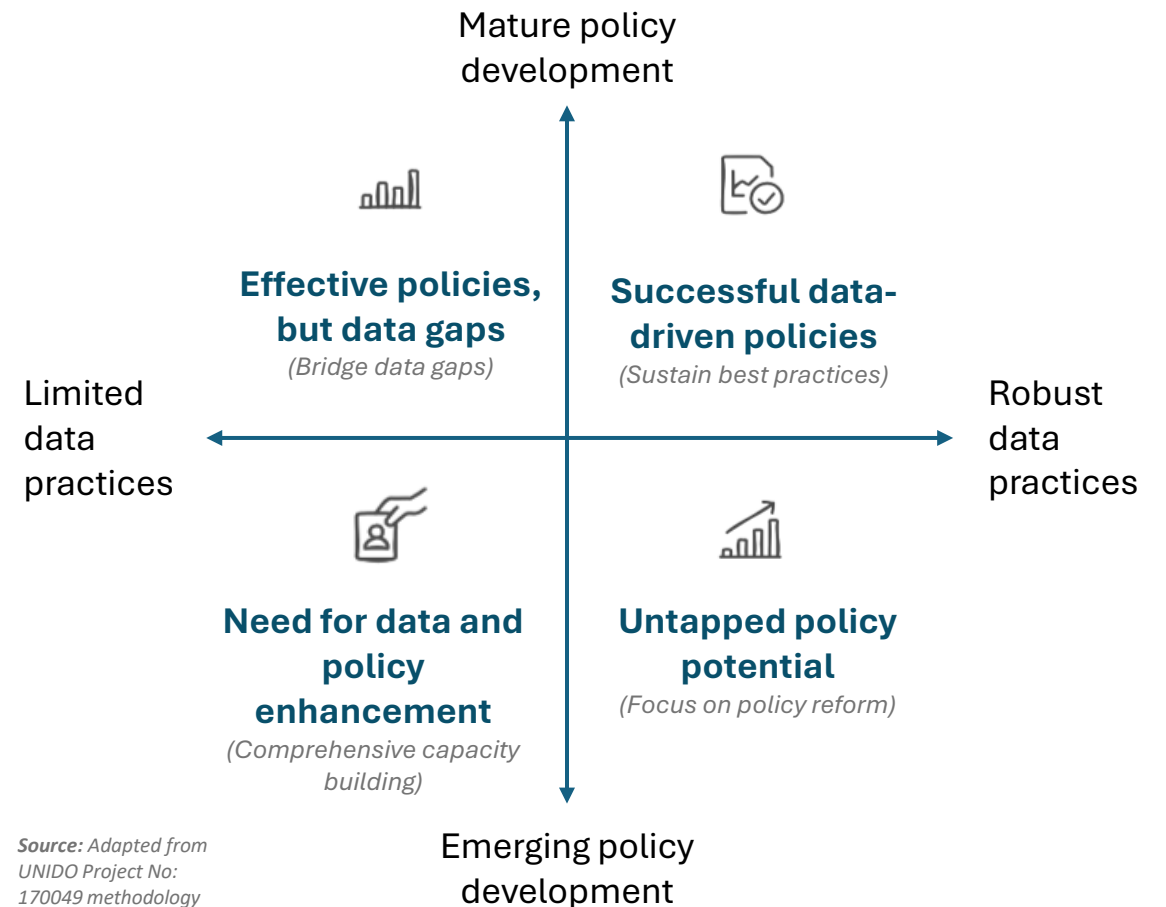 Mature policy
development
Effective policies,
but data gaps
(Bridge data gaps)
Successful data-
driven policies
(Sustain best practices)
Limited
data
practices
Robust
data
practices
Need for data and
policy
enhancement
(Comprehensive capacity
building)
Untapped policy
potential
(Focus on policy reform)
Emerging policy
development
Source: Adapted from
UNIDO Project No:
170049 methodology